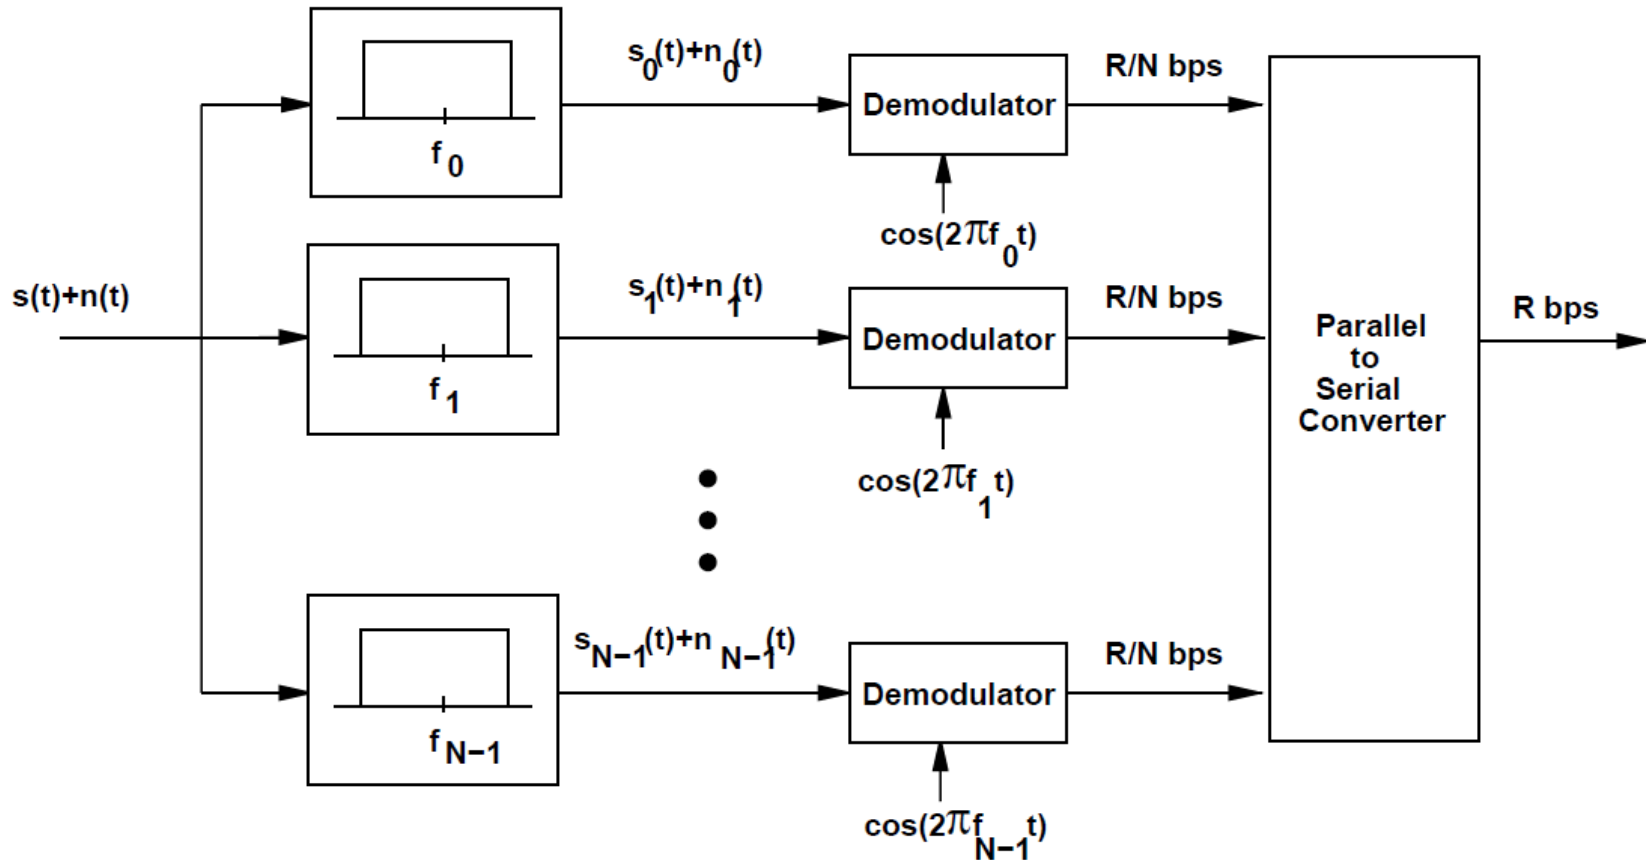 s0(t)+n0(t)
R/N bps
Demodulator
f0
cos(2πf0t)
s(t)+n(t)
s1(t)+n1(t)
R/N bps
Demodulator
f1
cos(2πf1t)
Parallel
to
Serial
Converter
R bps
sN−1(t)+nN−1(t)
R/N bps
Demodulator
fN−1
cos(2πfN−1t)